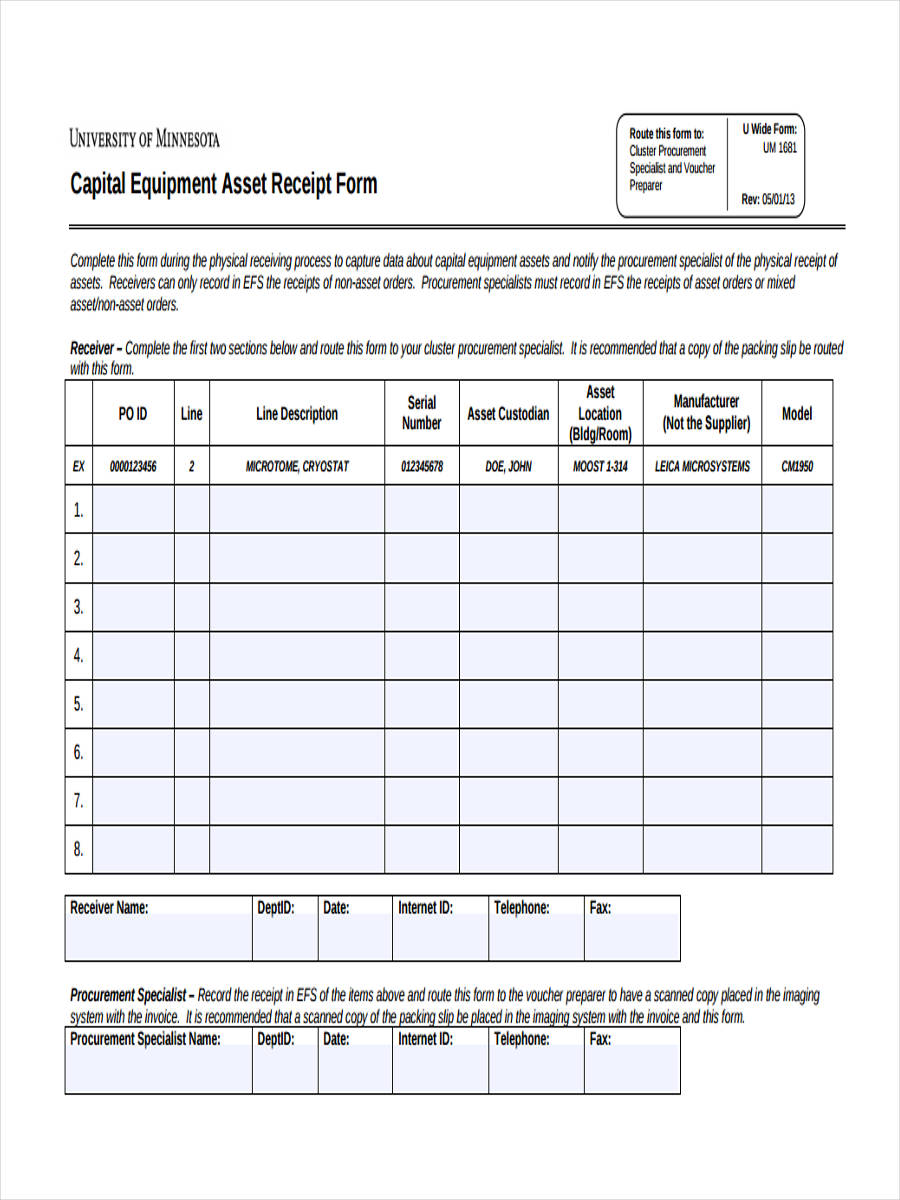 UNIVERSITY OF MINNESOTA
Capital Equipment Asset Receipt Form
Route this form to:
Cluster Procurement
Specialist and Voucher
Preparer
U Wide Form:
UM 1681
Rev: 05/01/13
Complete this form during the physical receiving process to capture data about capital equipment assets and notify the procurement specialist of the physical receipt of
assets. Receivers can only record in EFS the receipts of non-asset orders. Procurement specialists must record in EFS the receipts of asset orders or mixed
asset/non-asset orders.
Receiver – Complete the first two sections below and route this form to your cluster procurement specialist. It is recommended that a copy of the packing slip be routed
with this form.
PO ID Line Line Description Serial Number Asset Custodian Asset Location (Bldg/Room) Manufacturer (Not the Supplier) Model
EX 0000123456 2 MICROTOME, CRYOSTAT 012345678 DOE, JOHN MOOST 1-314 LEICA MICROSYSTEMS CM1950
1.
2.
3.
4.
5.
6.
7.
8.
Receiver Name: DeptID: Date: Internet ID: Telephone: Fax:
Procurement Specialist – Record the receipt in EFS of the items above and route this form to the voucher preparer to have a scanned copy placed in the imaging
system with the invoice. It is recommended that a scanned copy of the packing slip be placed in the imaging system with the invoice and this form.
Procurement Specialist Name: DeptID: Date: Internet ID: Telephone: Fax: